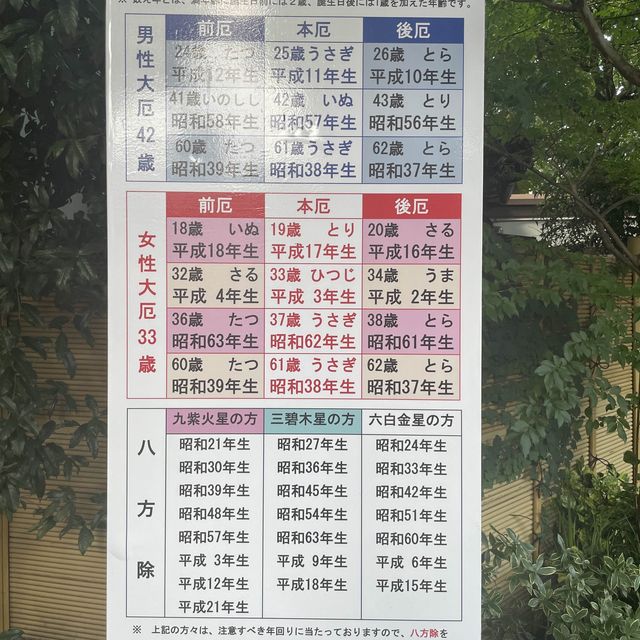 ※ 数え年とは、満年齢に誕生日前には2歳、誕生日後には1歳を加えた年齢です。
男性大厄42歳
前厄 本厄 後厄
24歳 たつ 25歳うさぎ 26歳 とら
平成12年生 平成11年生 平成10年生
41歳いのしし 42歳 いぬ 43歳 とり
昭和58年生 昭和57年生 昭和56年生
60歳 たつ 61歳うさぎ 62歳 とら
昭和39年生 昭和38年生 昭和37年生
女性大厄33歳
前厄 本厄 後厄
18歳 いぬ 19歳 とり 20歳 さる
平成18年生 平成17年生 平成16年生
32歳 さる 33歳 ひつじ 34歳 うま
平成 4年生 平成 3年生 平成 2年生
36歳 たつ 37歳 うさぎ 38歳 とら
昭和63年生 昭和62年生 昭和61年生
60歳 たつ 61歳 うさぎ 62歳 とら
昭和39年生 昭和38年生 昭和37年生
八方除
九紫火星の方 三碧木星の方 六白金星の方
昭和21年生 昭和27年生 昭和24年生
昭和30年生 昭和36年生 昭和33年生
昭和39年生 昭和45年生 昭和42年生
昭和48年生 昭和54年生 昭和51年生
昭和57年生 昭和63年生 昭和60年生
平成 3年生 平成 9年生 平成 6年生
平成12年生 平成18年生 平成15年生
平成21年生
※ 上記の方々は、注意すべき年回りに当たっておりますので、八方除を